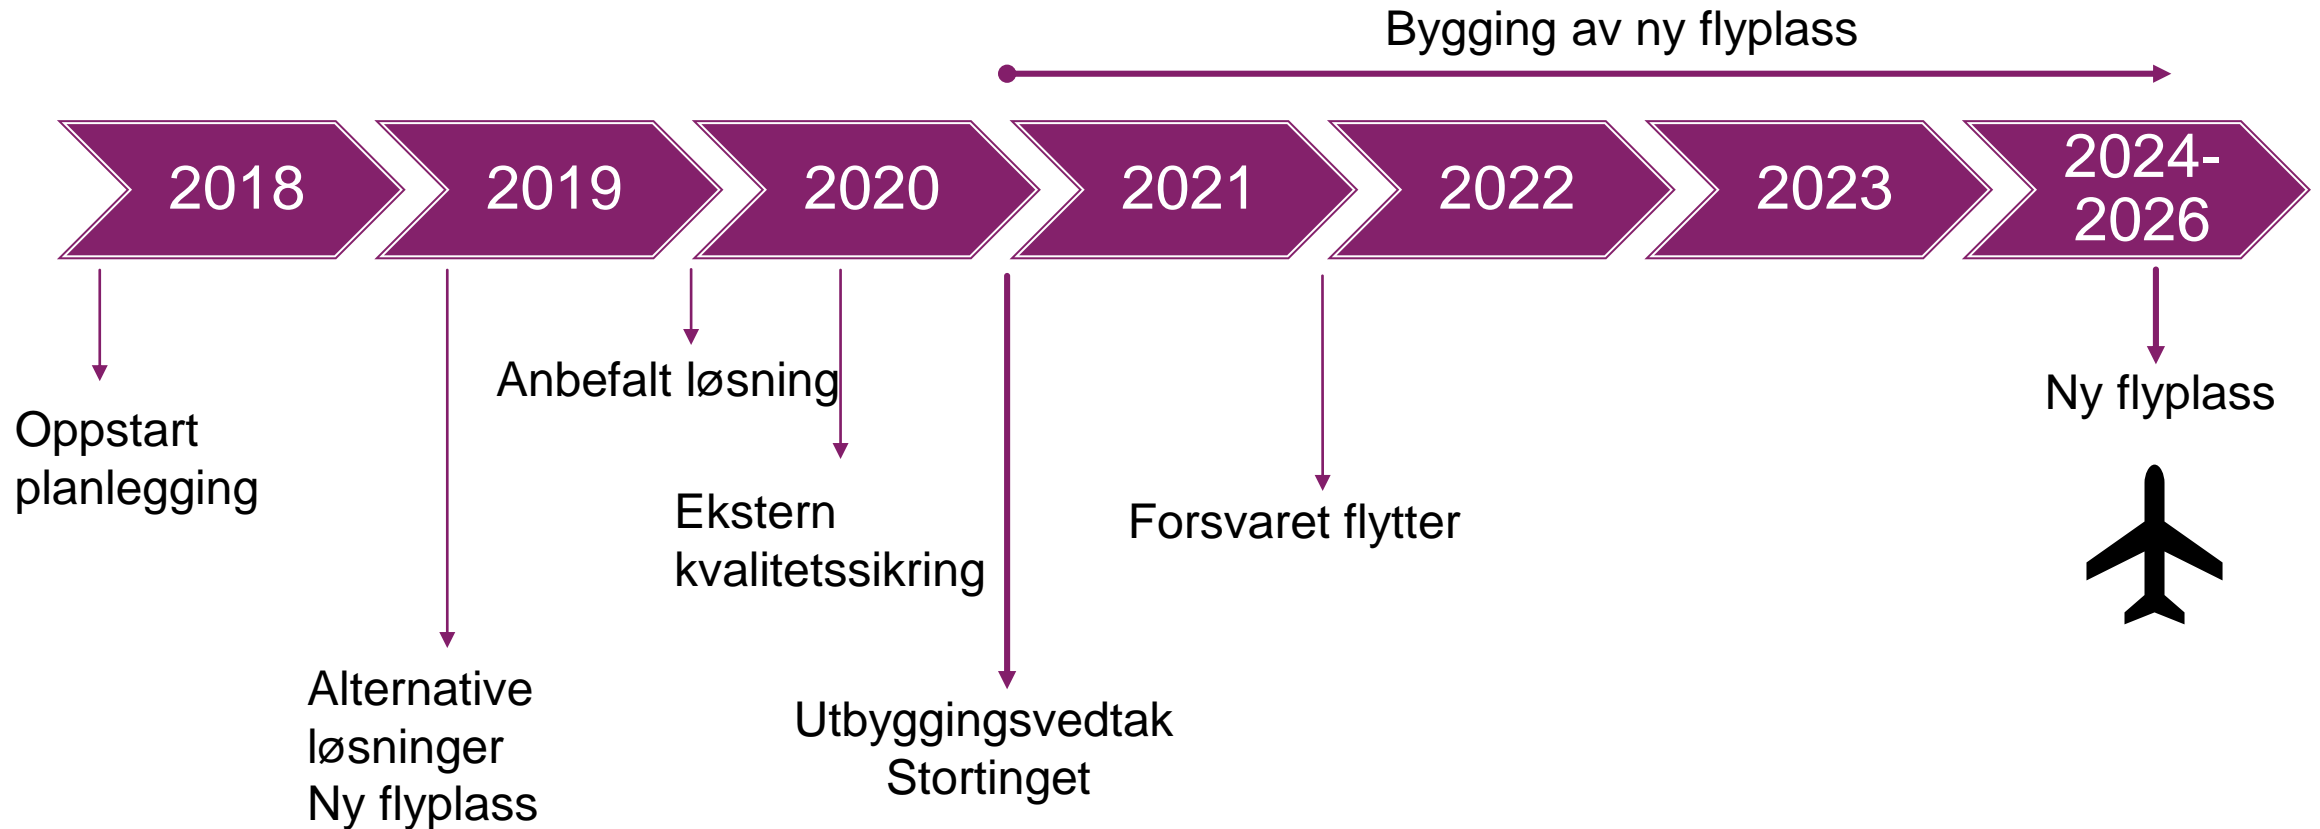 Bygging av ny flyplass
2018
2019
2020
2021
2022
2023
2024-
2026
Oppstart
planlegging
Alternative
løsninger
Ny flyplass
Anbefalt løsning
Ekstern
kvalitetssikring
Utbyggingsvedtak
Stortinget
Forsvaret flytter
Ny flyplass